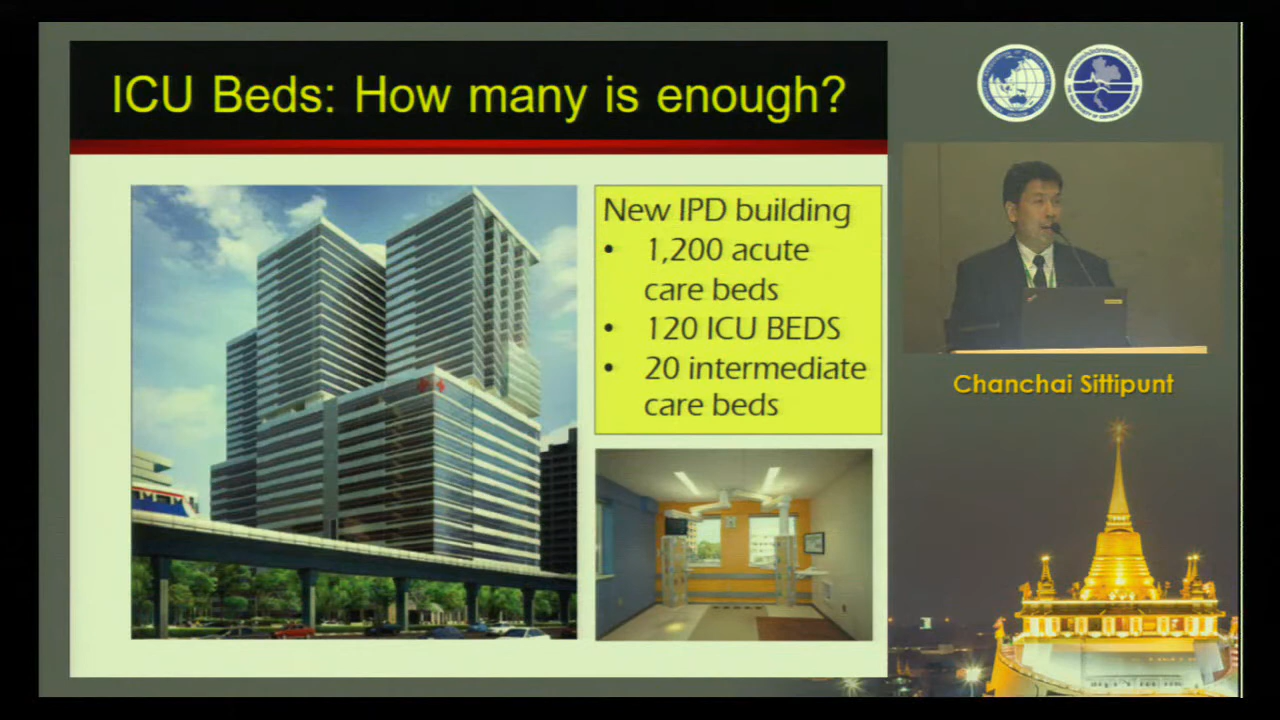 ICU Beds: How many is enough?
New IPD building
• 1,200 acute
care beds
• 120 ICU BEDS
• 20 intermediate
care beds
Chanchai Sittipunt